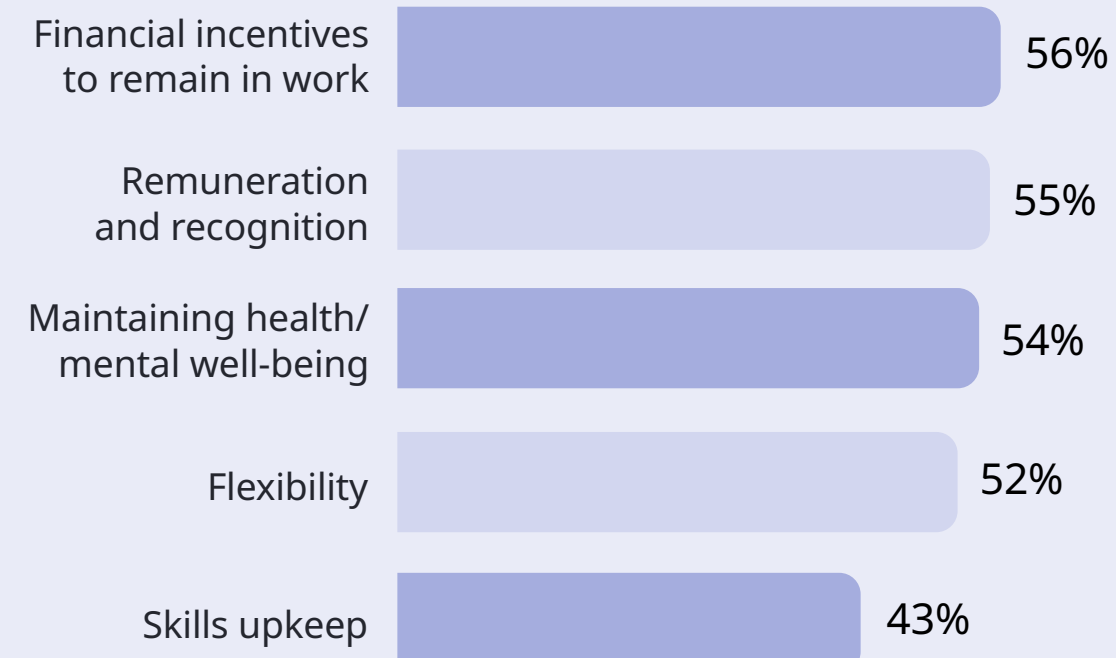 Financial incentives
to remain in work
56%
Remuneration
and recognition
55%
Maintaining health/
mental well-being
54%
Flexibility
52%
Skills upkeep
43%